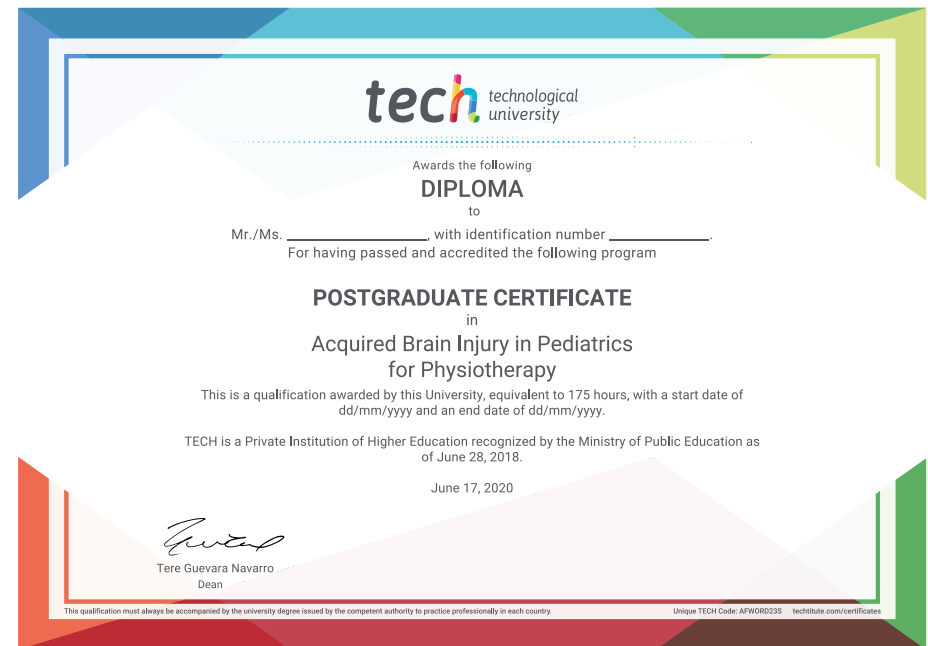 tech technological
university
Awards the following
DIPLOMA
to
Mr./Ms. ____________________, with identification number ______________.
For having passed and accredited the following program
POSTGRADUATE CERTIFICATE
in
Acquired Brain Injury in Pediatrics
for Physiotherapy
This is a qualification awarded by this University, equivalent to 175 hours, with a start date of
dd/mm/yyyy and an end date of dd/mm/yyyy.
TECH is a Private Institution of Higher Education recognized by the Ministry of Public Education as
of June 28, 2018.
June 17, 2020
Tere Guevara Navarro
Dean
This qualification must always be accompanied by the university degree issued by the competent authority to practice professionally in each country. Unique TECH Code: AFWORD23S techtitute.com/certificates